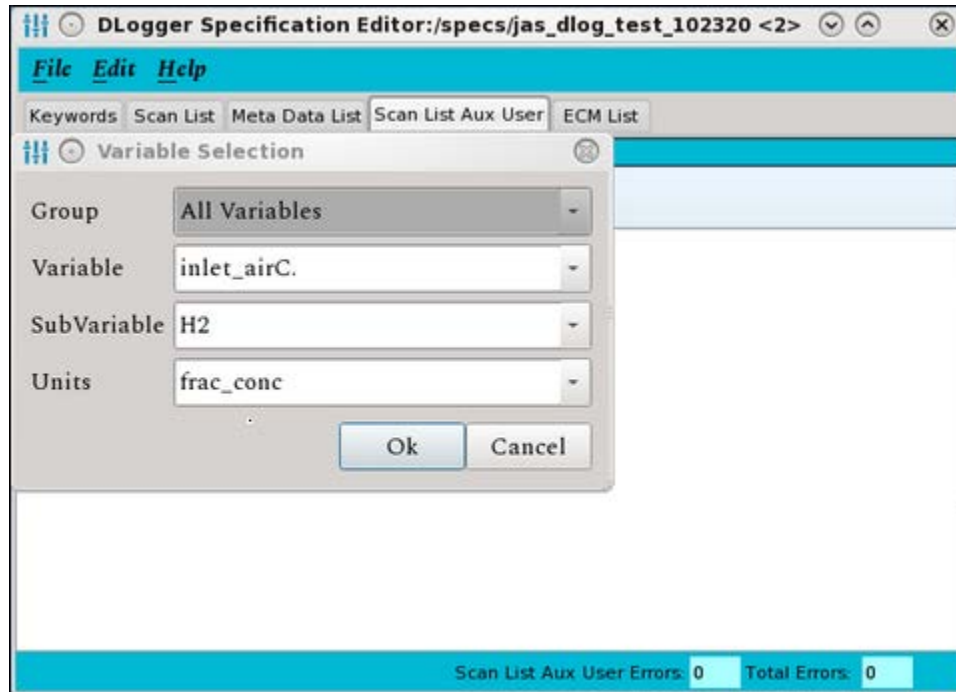 DLogger Specification Editor:/specs/jas_dlog_test_102320 <2>
File Edit Help
Keywords Scan List Meta Data List Scan List Aux User ECM List
Variable Selection
Group All Variables
Variable inlet_airC.
SubVariable H2
Units frac_conc
Ok Cancel
Scan List Aux User Errors: 0 Total Errors: 0